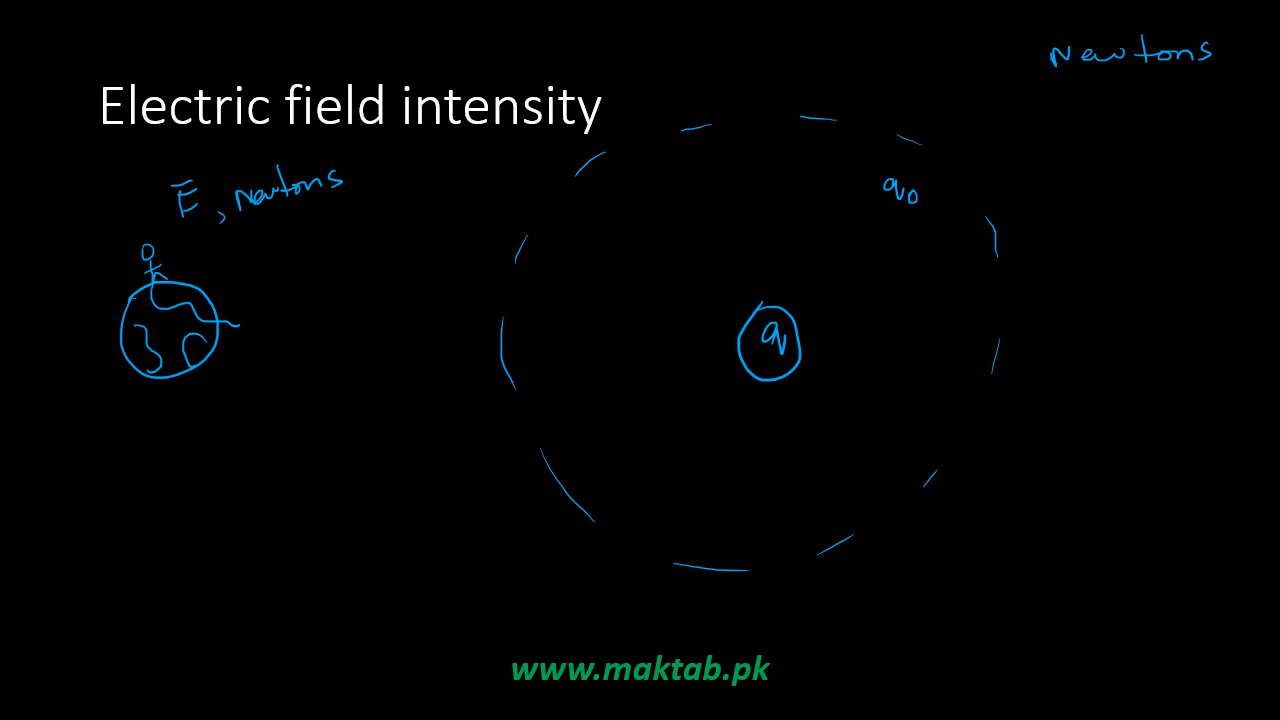 Newtons
Electric field intensity
E, Newtons
q0
q
www.maktab.pk